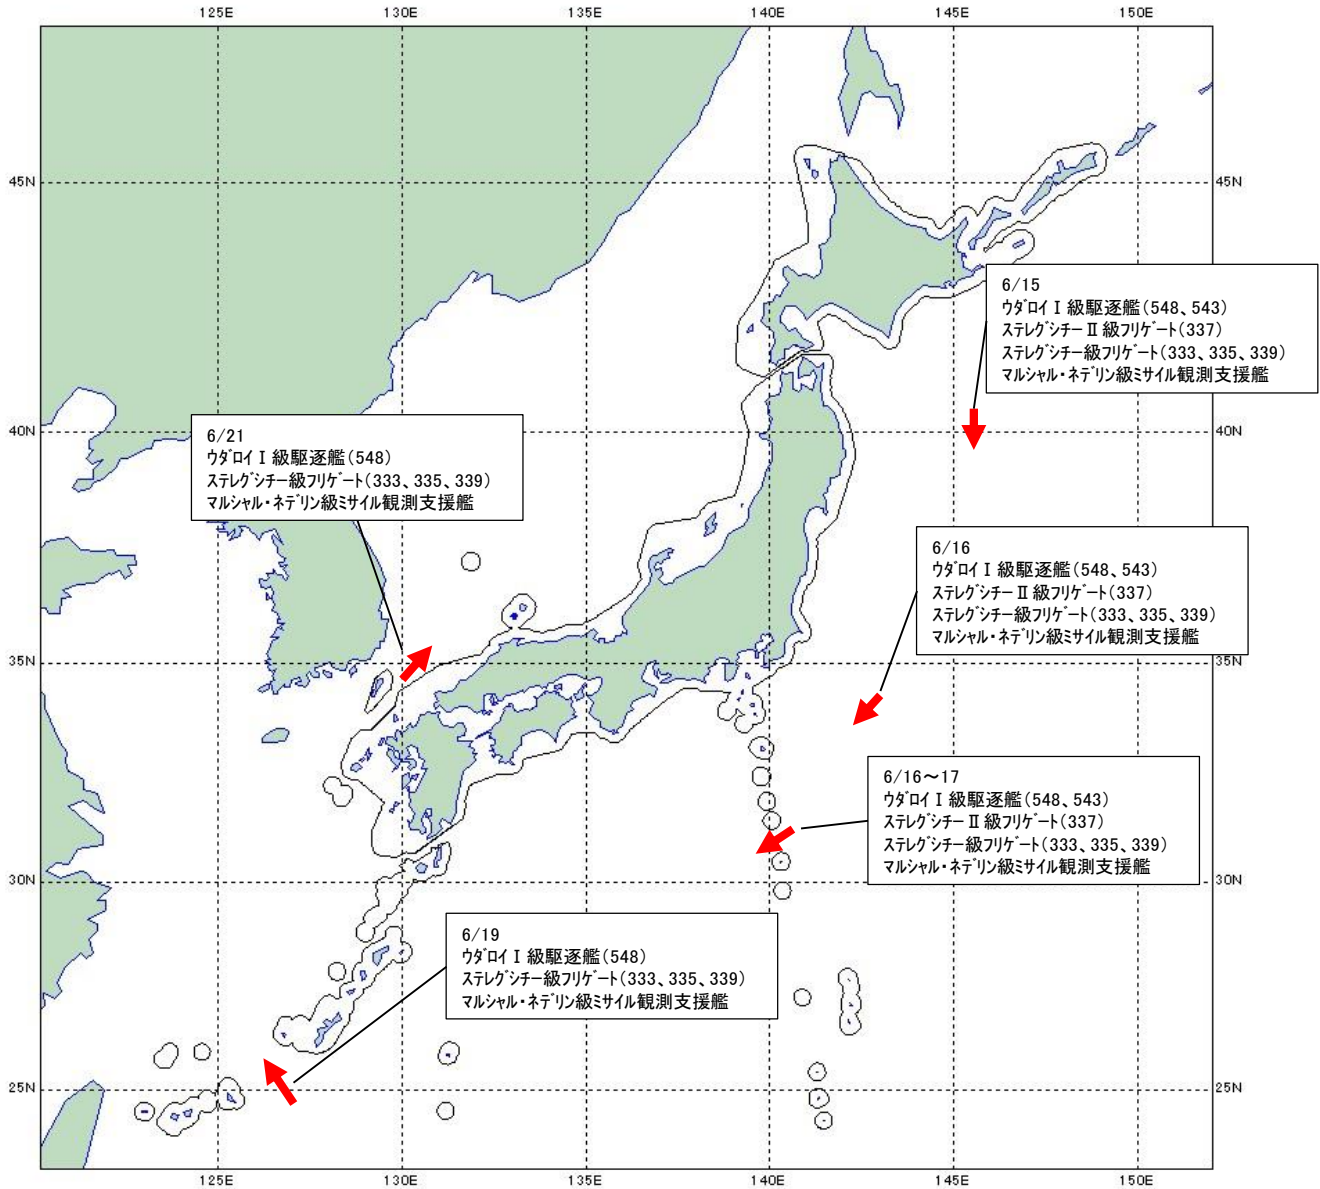 125E 130E 135E 140E 145E 150E
45N 45N
6/15
ウダロイⅠ級駆逐艦(548、543)
ステレグシチーⅡ級フリゲート(337)
ステレグシチー級フリゲート(333、335、339)
マルシャル・ネデリン級ミサイル観測支援艦
40N 40N
6/21
ウダロイⅠ級駆逐艦(548)
ステレグシチー級フリゲート(333、335、339)
マルシャル・ネデリン級ミサイル観測支援艦
6/16
ウダロイⅠ級駆逐艦(548、543)
ステレグシチーⅡ級フリゲート(337)
ステレグシチー級フリゲート(333、335、339)
マルシャル・ネデリン級ミサイル観測支援艦
35N 35N
6/16～17
ウダロイⅠ級駆逐艦(548、543)
ステレグシチーⅡ級フリゲート(337)
ステレグシチー級フリゲート(333、335、339)
マルシャル・ネデリン級ミサイル観測支援艦
30N 30N
6/19
ウダロイⅠ級駆逐艦(548)
ステレグシチー級フリゲート(333、335、339)
マルシャル・ネデリン級ミサイル観測支援艦
25N 25N
125E 130E 135E 140E 145E 150E